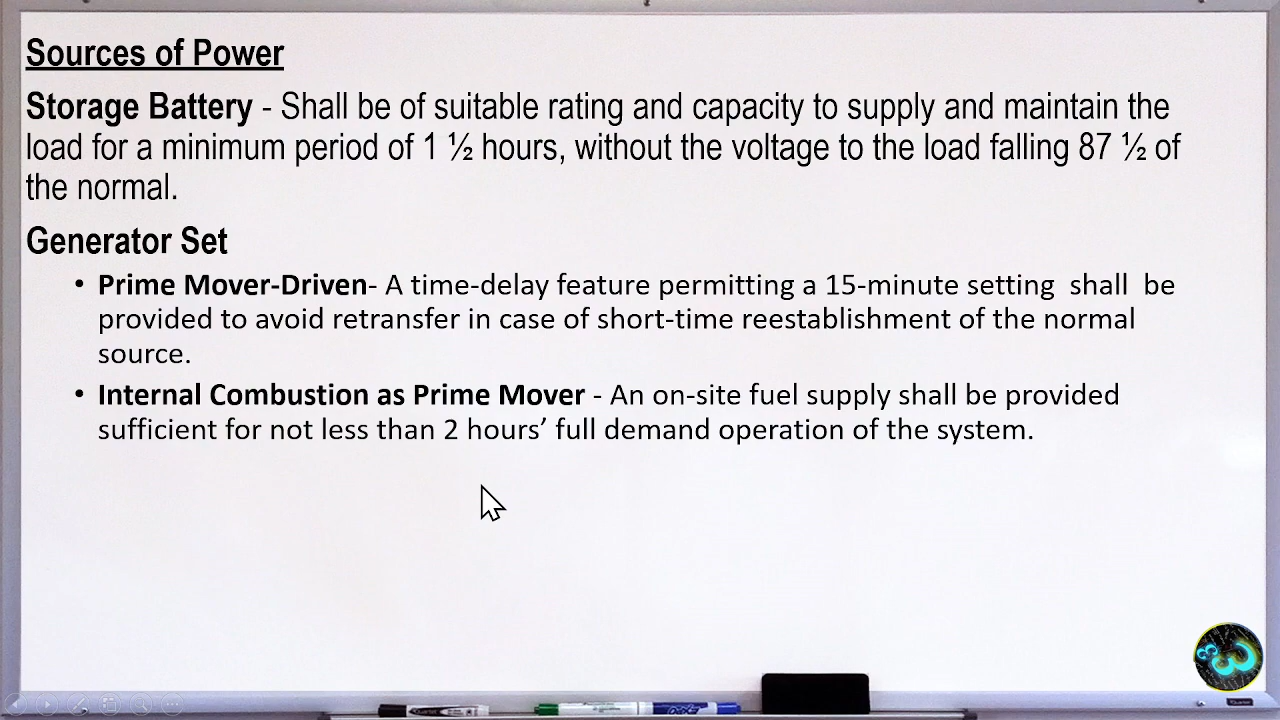 Sources of Power
Storage Battery - Shall be of suitable rating and capacity to supply and maintain the
load for a minimum period of 1 ½ hours, without the voltage to the load falling 87 ½ of
the normal.
Generator Set
• Prime Mover-Driven- A time-delay feature permitting a 15-minute setting  shall  be
provided to avoid retransfer in case of short-time reestablishment of the normal
source.
• Internal Combustion as Prime Mover - An on-site fuel supply shall be provided
sufficient for not less than 2 hours’ full demand operation of the system.